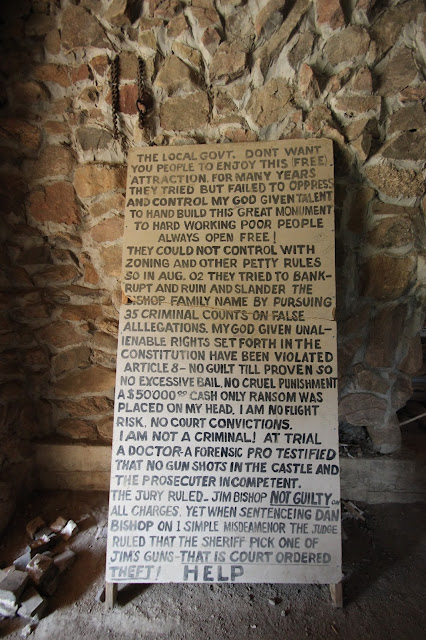 THE LOCAL GOVT. DONT WANT
YOU PEOPLE TO ENJOY THIS FREE
ATTRACTION. FOR MANY YEARS
THEY TRIED BUT FAILED TO OPPRESS
AND CONTROL MY GOD GIVEN TALENT
TO HAND BUILD THIS GREAT MONUMENT
TO HARD WORKING POOR PEOPLE
ALWAYS OPEN FREE!
THEY COULD NOT CONTROL WITH
ZONING AND OTHER PETTY RULES
SO IN AUG. 02 THEY TRIED TO BANK-
RUPT AND RUIN AND SLANDER THE
BISHOP FAMILY NAME BY PURSUING
35 CRIMINAL COUNTS ON FALSE
ALLLEGATIONS. MY GOD GIVEN UNAL-
IENABLE RIGHTS SET FORTH IN THE
CONSTITUTION HAVE BEEN VIOLATED
ARTICLE 8- NO GUILT TILL PROVEN SO
NO EXCESSIVE BAIL, NO CRUEL PUNISHMENT
A $50000 00 CASH ONLY RANSOM WAS
PLACED ON MY HEAD. I AM NO FLIGHT
RISK, NO COURT CONVICTIONS.
I AM NOT A CRIMINAL! AT TRIAL
A DOCTOR-A FORENSIC PRO TESTIFIED
THAT NO GUN SHOTS IN THE CASTLE AND
THE PROSECUTER INCOMPETENT.
THE JURY RULED- JIM BISHOP NOT GUILTY ON
ALL CHARGES. YET WHEN SENTENCEING DAN
BISHOP ON 1 SIMPLE MISDEAMENOR THE JUDGE
RULED THAT THE SHERIFF PICK ONE OF
JIM'S GUNS-THAT IS COURT ORDERED
THEFT! HELP